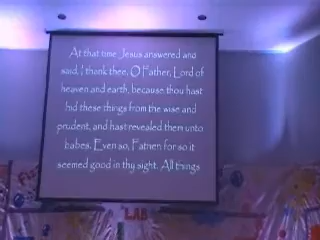 At that time Jesus answered and
said, I thank thee, O Father, Lord of
heaven and earth, because thou hast
hid these things from the wise and
prudent, and hast revealed them unto
babes. Even so, Father: for so it
seemed good in thy sight. All things
LAB